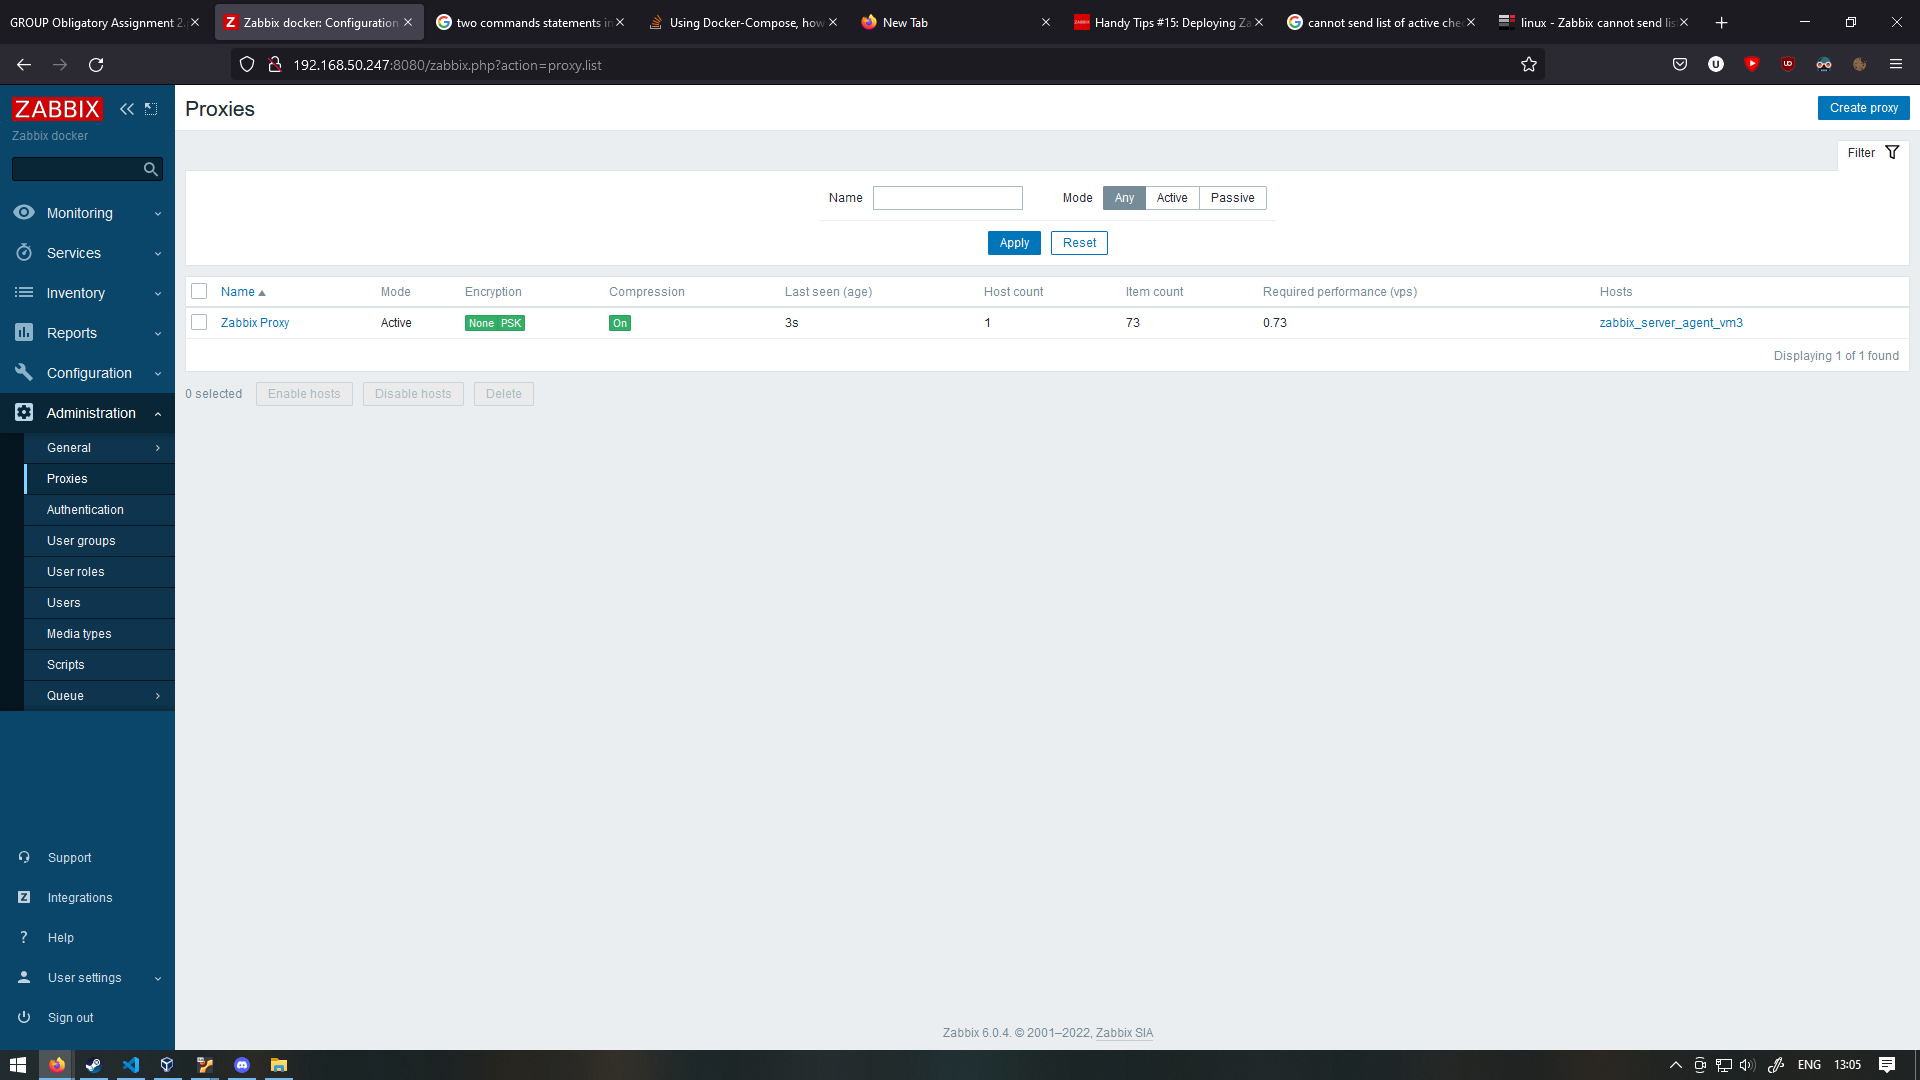 GROUP Obligatory Assignment 2.p
Zabbix docker: Configuration
two commands statements in
Using Docker-Compose, how
New Tab
Handy Tips #15: Deploying Za
cannot send list of active che
linux - Zabbix cannot send lis
192.168.50.247:8080/zabbix.php?action=proxy.list
ZABBIX
Zabbix docker
Monitoring
Services
Inventory
Reports
Configuration
Administration
General
Proxies
Authentication
User groups
User roles
Users
Media types
Scripts
Queue
Support
Integrations
Help
User settings
Sign out
Proxies
Create proxy
Filter
Name Mode Any Active Passive
Apply Reset
Name Mode Encryption Compression Last seen (age) Host count Item count Required performance (vps) Hosts
Zabbix Proxy Active None PSK On 3s 1 73 0.73 zabbix_server_agent_vm3
Displaying 1 of 1 found
0 selected Enable hosts Disable hosts Delete
Zabbix 6.0.4. © 2001–2022, Zabbix SIA
ENG 13:05